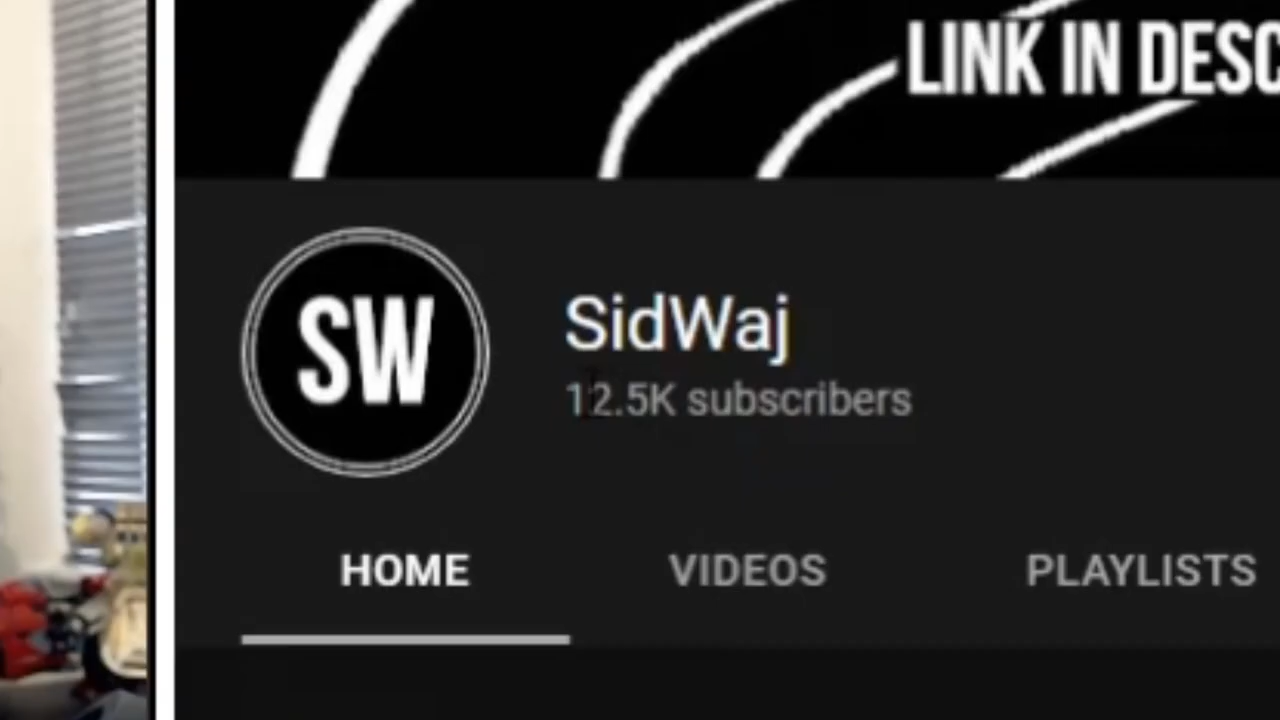 LINK IN DESC
SW
SidWaj
12.5K subscribers
HOME
VIDEOS
PLAYLISTS